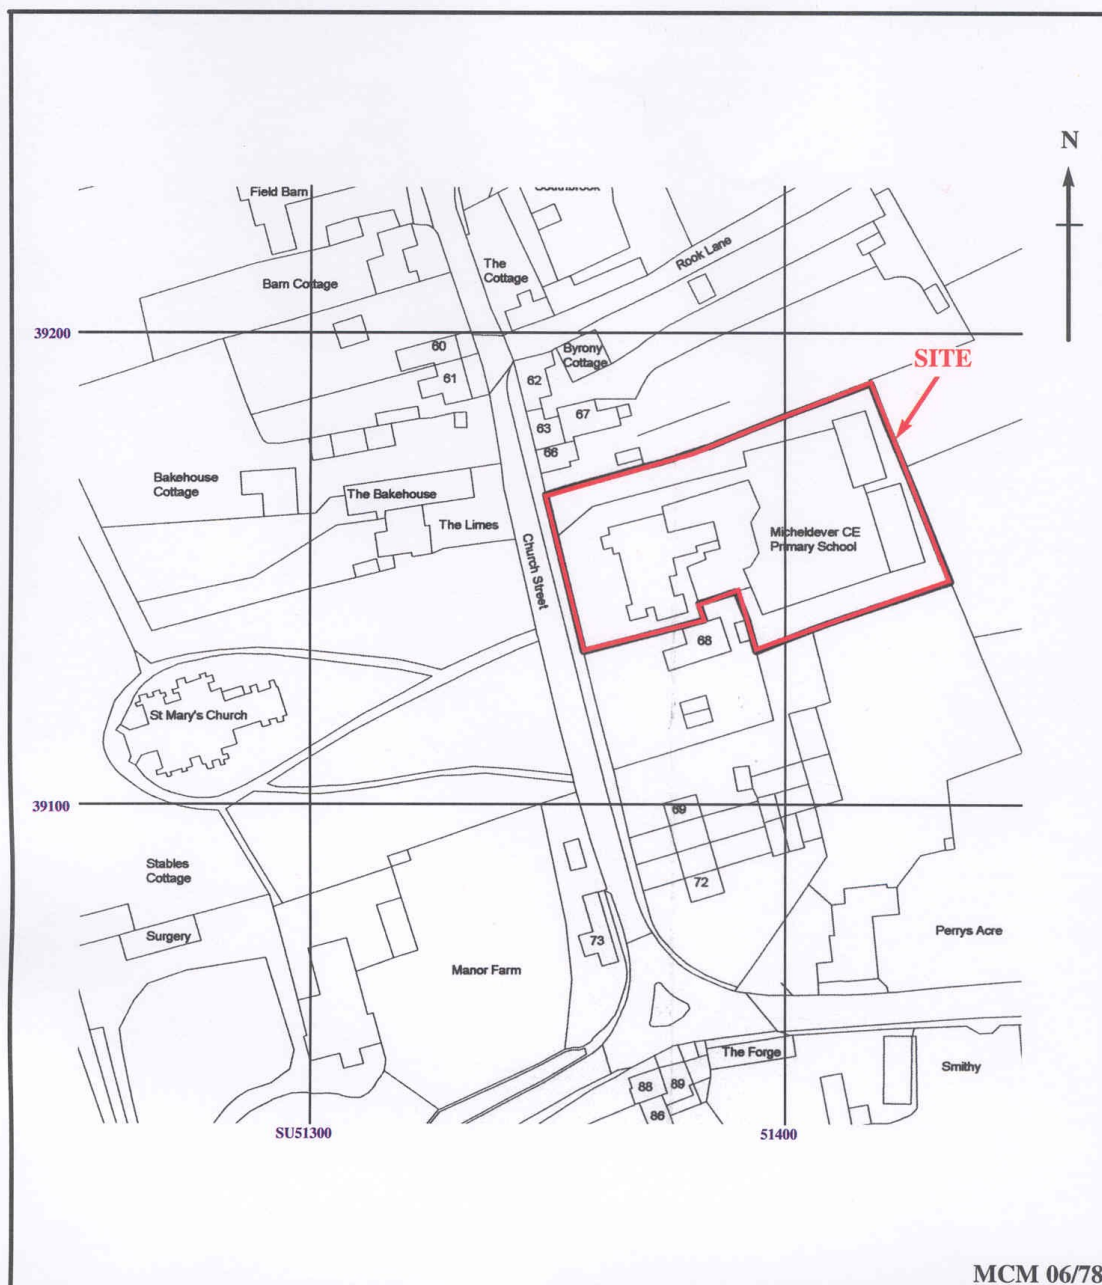 N
Field Barn
Southbrook
The
Cottage
Rook Lane
Barn Cottage
39200
60
Byrony
Cottage
SITE
61
62
67
63
66
Bakehouse
Cottage
The Bakehouse
The Limes
Church Street
Micheldever CE
Primary School
68
St Mary's Church
39100
69
Stables
Cottage
72
Surgery
73
Perrys Acre
Manor Farm
The Forge
Smithy
88
89
86
SU51300
51400
MCM 06/78